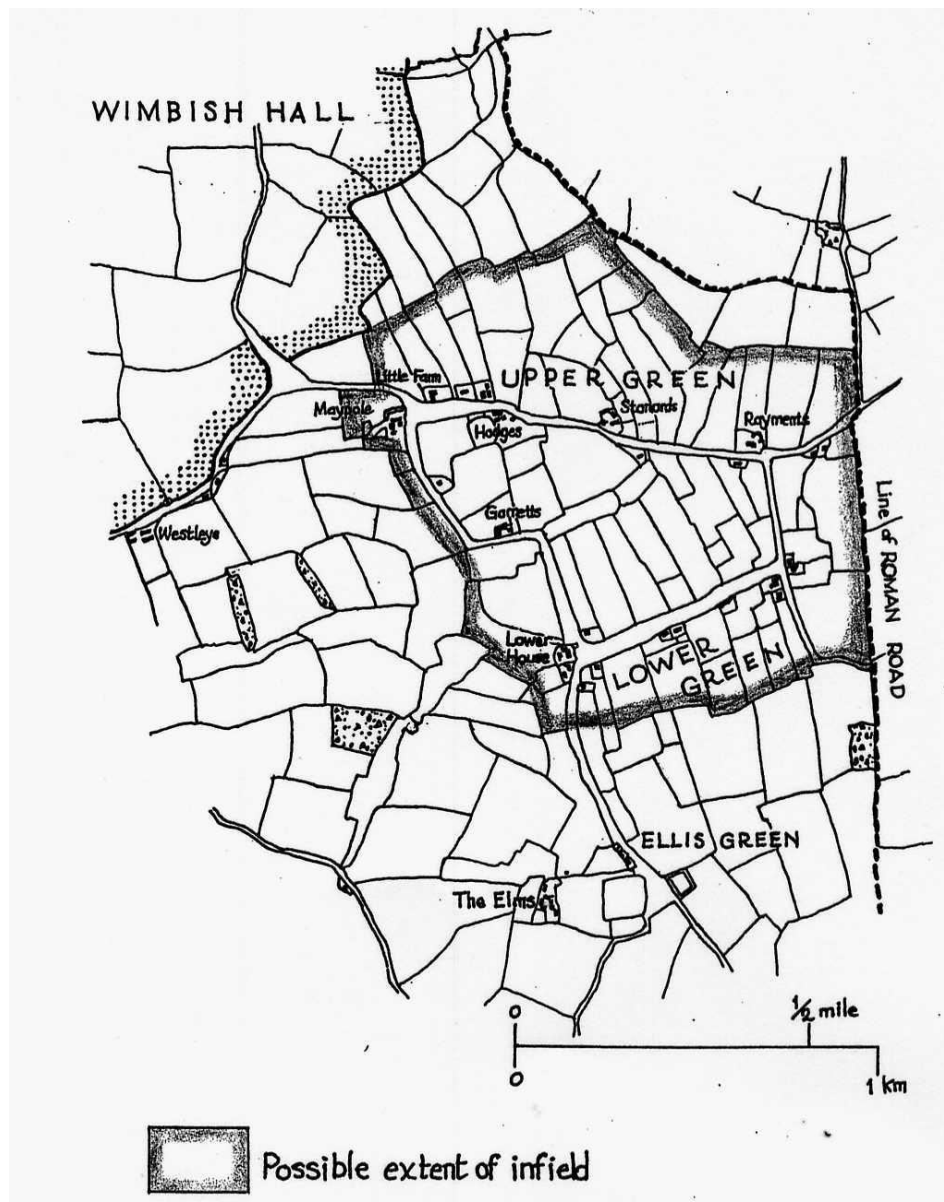 WIMBISH HALL
Little Farm
UPPER GREEN
Maypole
Hodges
Stanards
Rayments
Line of ROMAN ROAD
Garretts
Westleys
Lower
House
LOWER
GREEN
ELLIS GREEN
The Elms
0
1/2 mile
0
1 km
Possible extent of infield